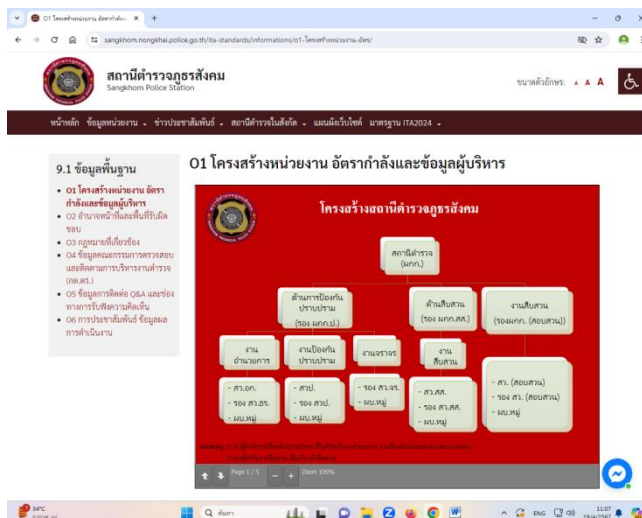 O1 โครงสร้างหน่วยงาน อัตรากำลัง
sangkhom.nongkhai.police.go.th/ita-standards/informations/o1-โครงสร้างหน่วยงาน-อัตร/
สถานีตำรวจภูธรสังคม
Sangkhom Police Station
ขนาดตัวอักษร: A A A
หน้าหลัก ข้อมูลหน่วยงาน ข่าวประชาสัมพันธ์ สถานีตำรวจในสังกัด แผนผังเว็บไซต์ มาตรฐาน ITA2024
9.1 ข้อมูลพื้นฐาน
O1 โครงสร้างหน่วยงาน อัตรา
กำลังและข้อมูลผู้บริหาร
O2 อำนาจหน้าที่และพื้นที่รับผิด
ชอบ
O3 กฎหมายที่เกี่ยวข้อง
O4 ข้อมูลคณะกรรมการตรวจสอบ
และติดตามการบริหารงานตำรวจ
(กต.ตร.)
O5 ข้อมูลการติดต่อ Q&A และช่อง
ทางการรับฟังความคิดเห็น
O6 การประชาสัมพันธ์ ข้อมูลผล
การดำเนินงาน
O1 โครงสร้างหน่วยงาน อัตรากำลังและข้อมูลผู้บริหาร
โครงสร้างสถานีตำรวจภูธรสังคม
สถานีตำรวจ
(ผกก.)
ด้านการป้องกัน
ปราบปราม
(รอง ผกก.ป.)
ด้านสืบสวน
(รอง ผกก.สส.)
งานสืบสวน
(รองผกก. (สอบสวน))
งาน
อำนวยการ
งานป้องกัน
ปราบปราม
งานจราจร
งาน
สืบสวน
- สว.อก.
- รอง สว.ธร.
- ผบ.หมู่
- สวป.
- รอง สวป.
- ผบ.หมู่
- รอง สว.จร.
- ผบ.หมู่
- สว.สส.
- รอง สว.สส.
- ผบ.หมู่
- สว. (สอบสวน)
- รอง สว. (สอบสวน)
- ผบ.หมู่
Page 1 / 5
Zoom 100%
34°C
ค้นหา
ENG
11:07